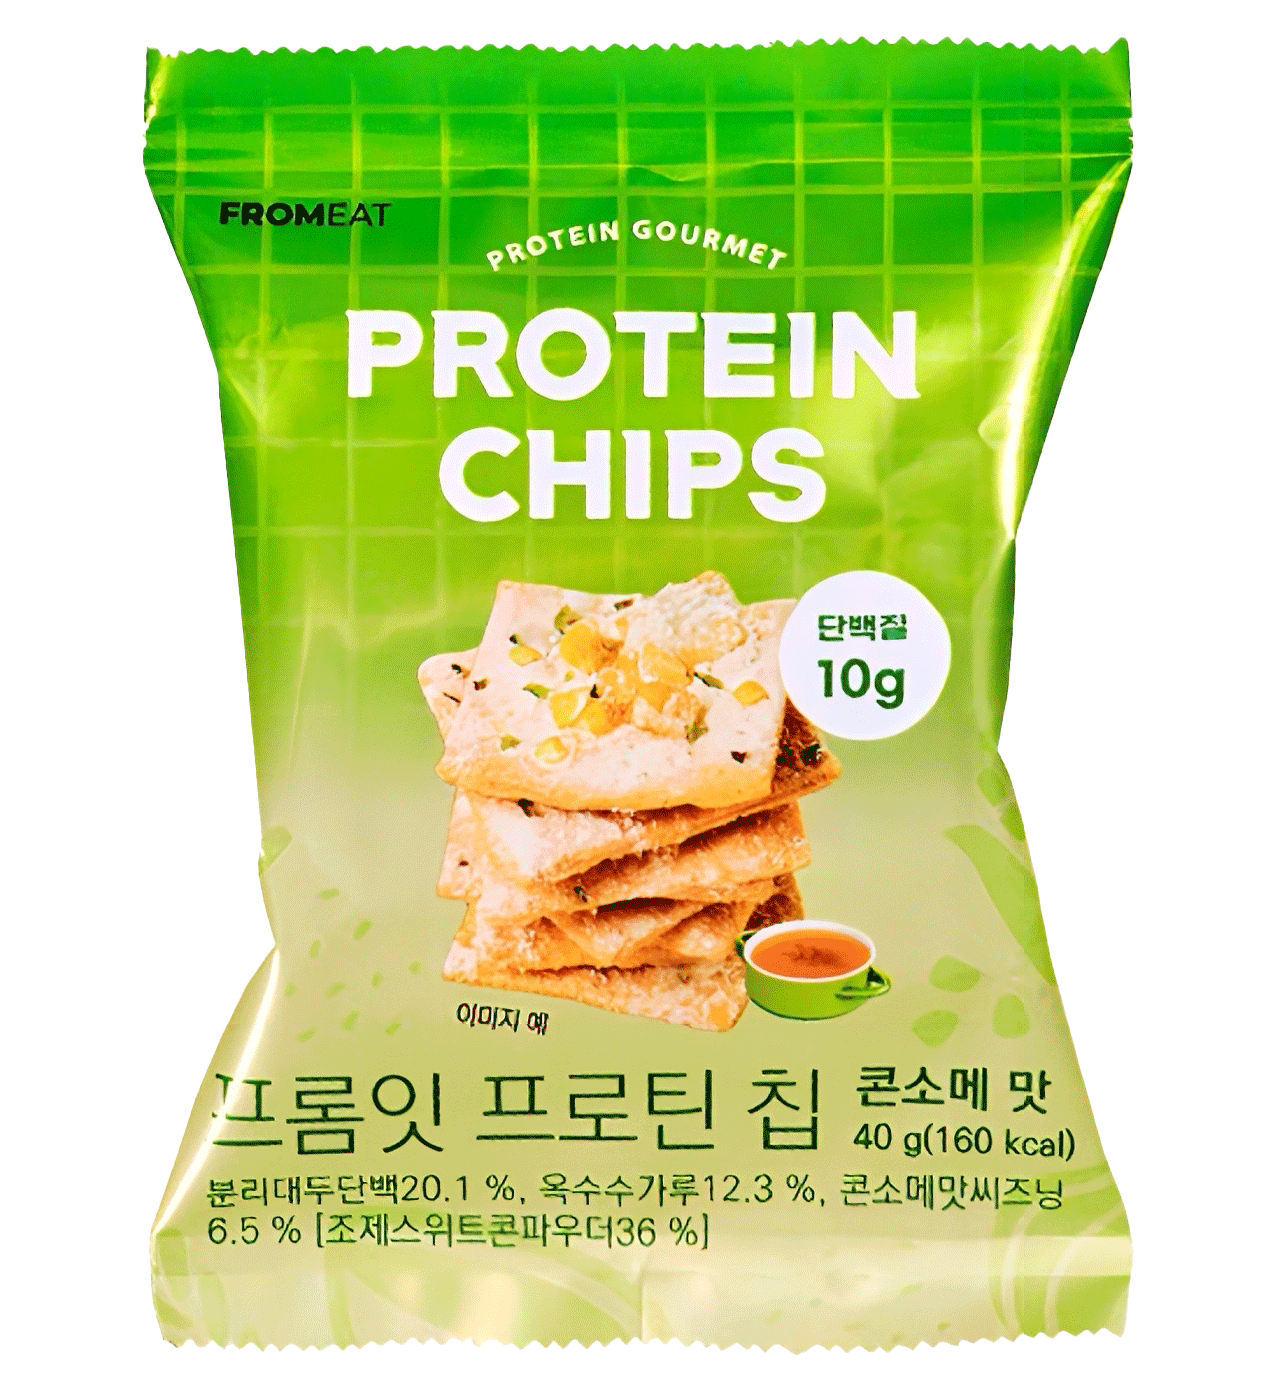 FROMEAT
PROTEIN GOURMET
PROTEIN
CHIPS
단백질
10g
이미지 예
프롬잇 프로틴 칩 콘소메 맛
40 g(160 kcal)
분리대두단백20.1 %, 옥수수가루12.3 %, 콘소메맛씨즈닝
6.5 % [조제스위트콘파우더36 %]